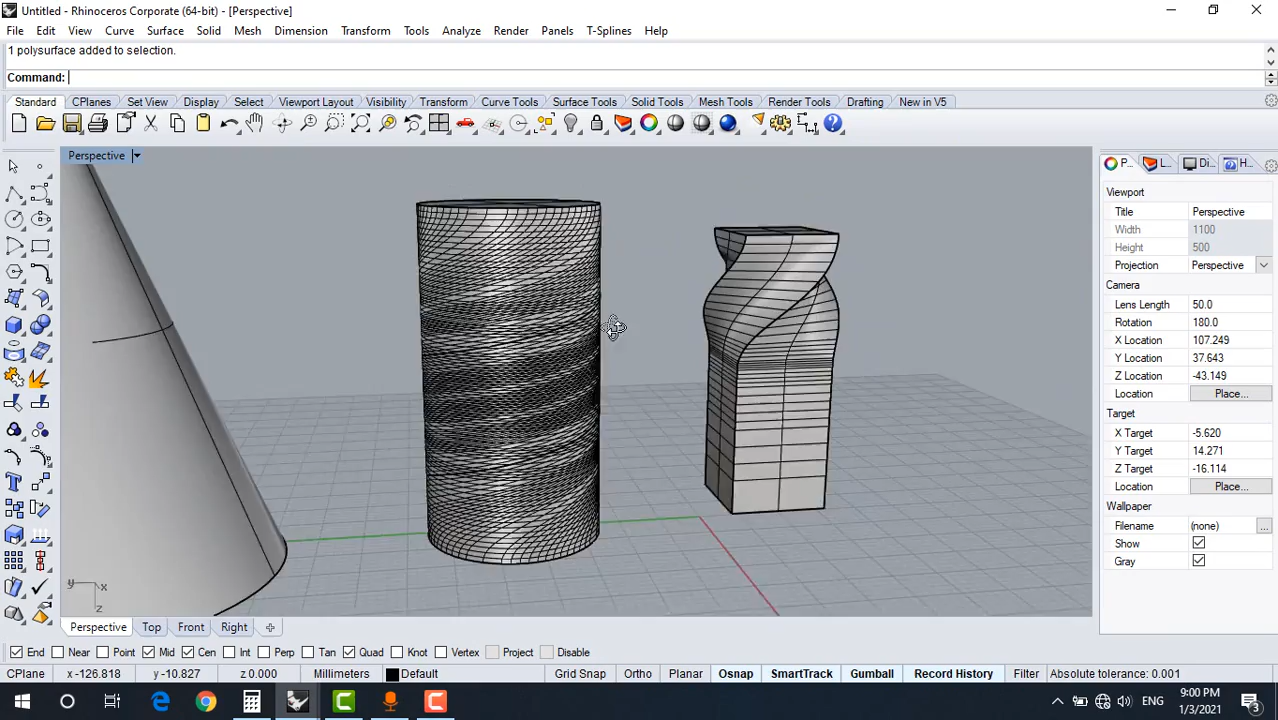 Untitled - Rhinoceros Corporate (64-bit) - [Perspective]
File Edit View Curve Surface Solid Mesh Dimension Transform Tools Analyze Render Panels T-Splines Help
1 polysurface added to selection.
Command:
Standard CPlanes Set View Display Select Viewport Layout Visibility Transform Curve Tools Surface Tools Solid Tools Mesh Tools Render Tools Drafting New in V5
Perspective
P... L... Di... H...
Viewport
Title Perspective
Width 1100
Height 500
Projection Perspective
Camera
Lens Length 50.0
Rotation 180.0
X Location 107.249
Y Location 37.643
Z Location -43.149
Location Place...
Target
X Target -5.620
Y Target 14.271
Z Target -16.114
Location Place...
Wallpaper
Filename (none) ...
Show
Gray
y x
z
Perspective Top Front Right
End Near Point Mid Cen Int Perp Tan Quad Knot Vertex Project Disable
CPlane x -126.818 y -10.827 z 0.000 Millimeters Default Grid Snap Ortho Planar Osnap SmartTrack Gumball Record History Filter Absolute tolerance: 0.001
ENG 9:00 PM
1/3/2021
3